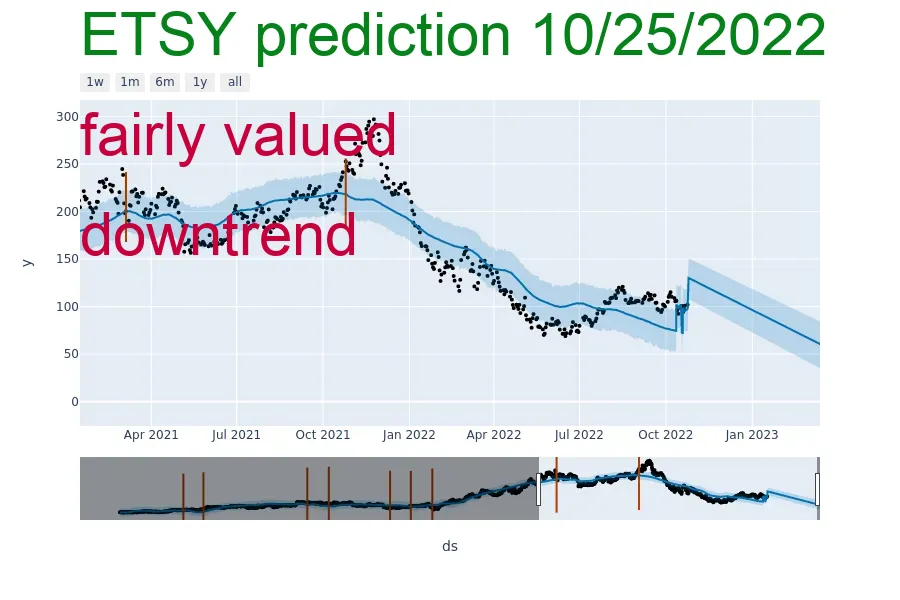 ETSY prediction 10/25/2022
1w 1m 6m 1y all
fairly valued
downtrend
300
250
200
150
100
50
0
y
Apr 2021 Jul 2021 Oct 2021 Jan 2022 Apr 2022 Jul 2022 Oct 2022 Jan 2023
ds